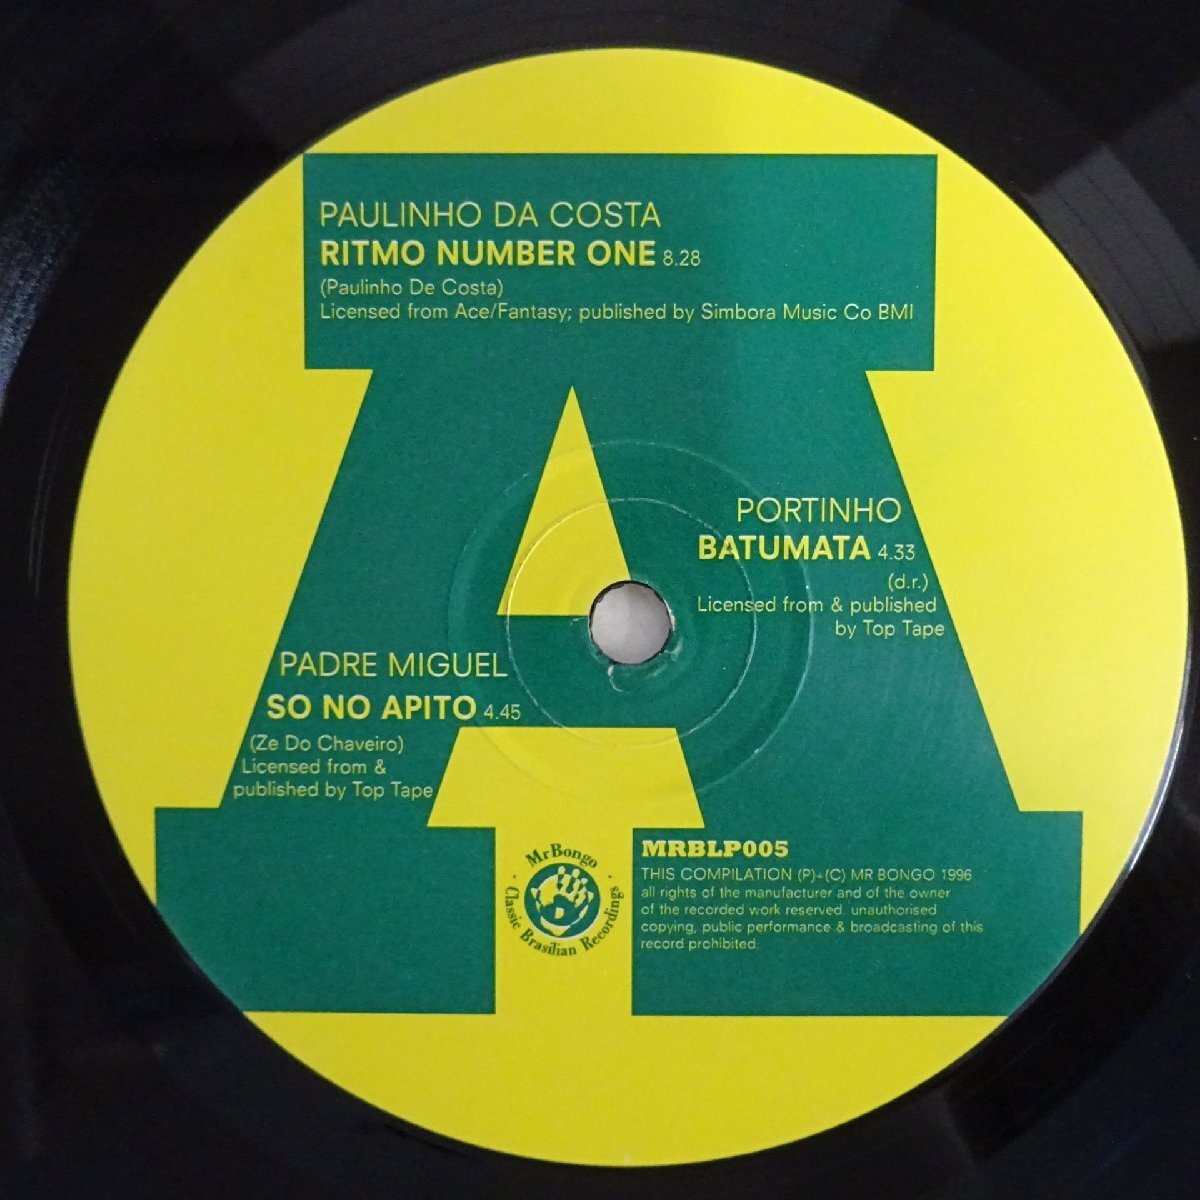 PAULINHO DA COSTA
RITMO NUMBER ONE 8.28
(Paulinho De Costa)
Licensed from Ace/Fantasy; published by Simbora Music Co BMI
PORTINHO
BATUMATA 4.33
(d.r.)
Licensed from & published
by Top Tape
PADRE MIGUEL
SO NO APITO 4.45
(Ze Do Chaveiro)
Licensed from &
published by Top Tape
A
Mr Bongo
· Classic Brasilian Recordings ·
MRBLP005
THIS COMPILATION (P)+(C) MR BONGO 1996
all rights of the manufacturer and of the owner
of the recorded work reserved. unauthorised
copying, public performance & broadcasting of this
record prohibited.